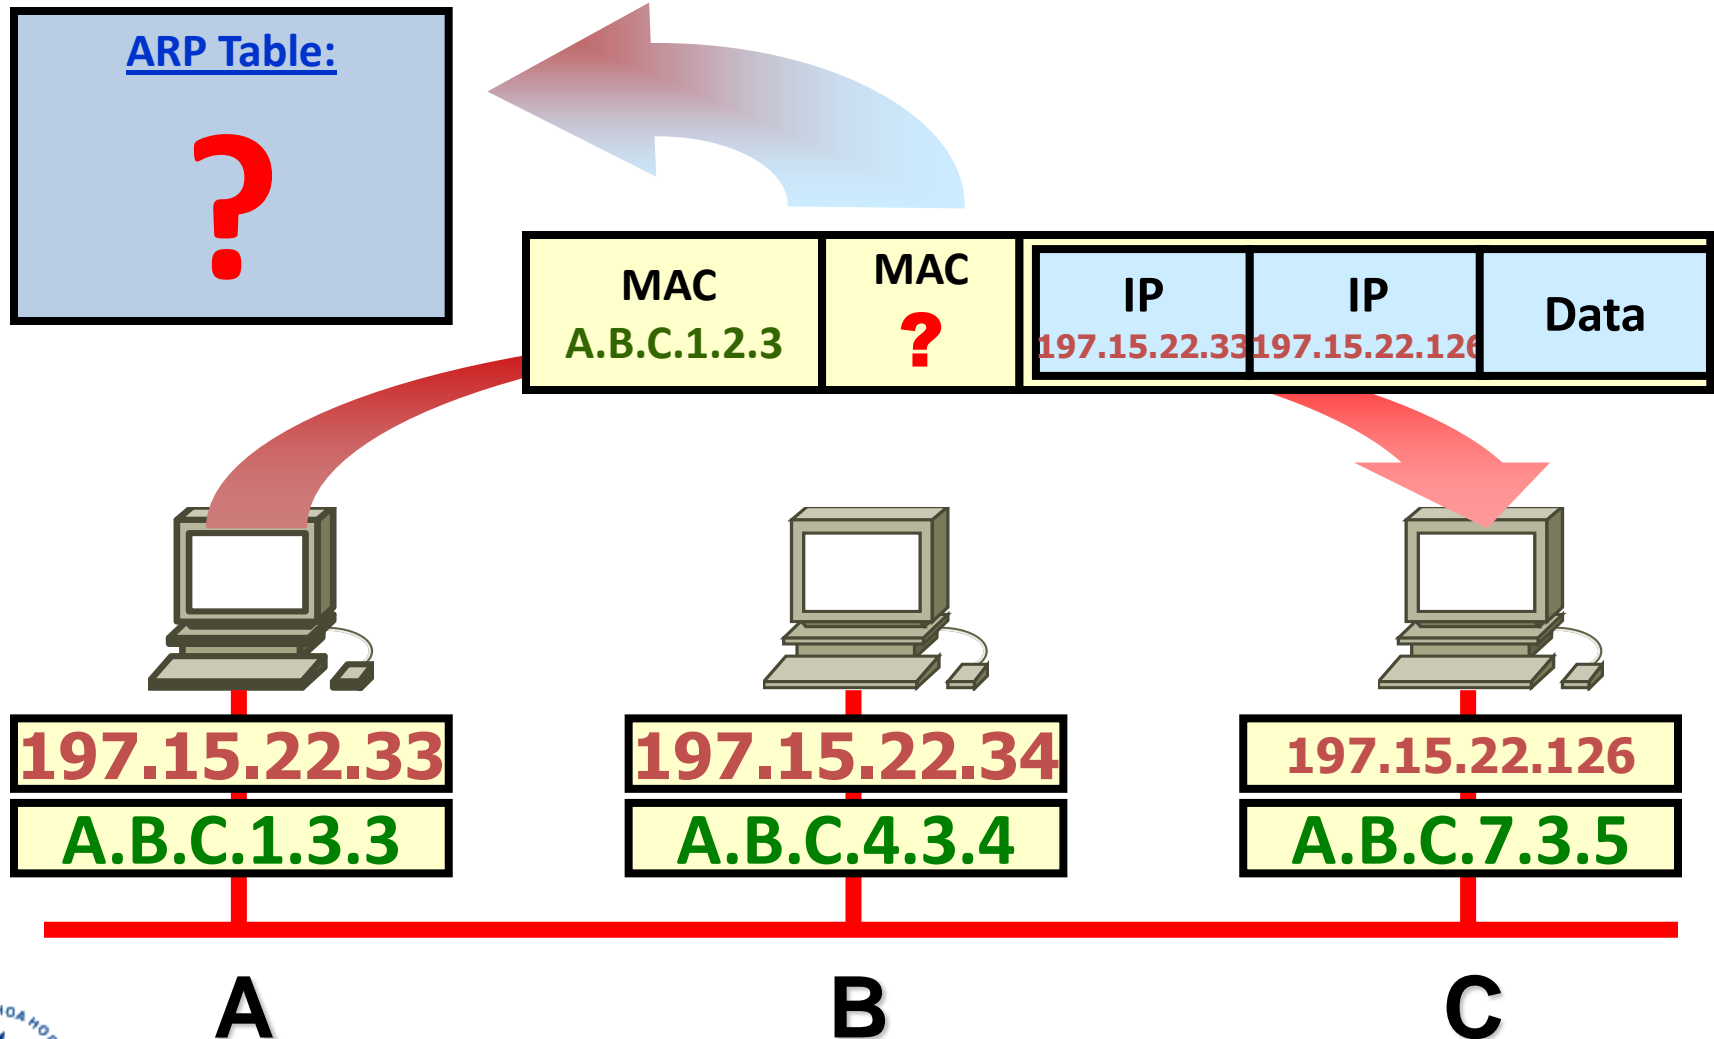 ARP Table:
?
MAC
A.B.C.1.2.3
MAC
?
IP
197.15.22.33
IP
197.15.22.126
Data
197.15.22.33
197.15.22.34
197.15.22.126
A.B.C.1.3.3
A.B.C.4.3.4
A.B.C.7.3.5
A
B
C